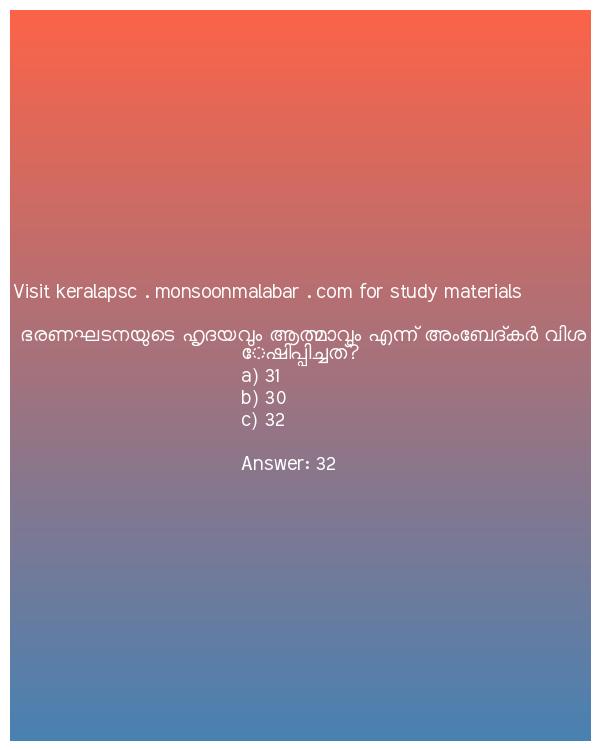 Visit keralapsc . monsoonmalabar . com for study materials
ഭരണഘടനയുടെ ഹൃദയവും ആത്മാവും എന്ന് അംബേദ്കർ വിശ
േഷിപ്പിച്ചത്?
a) 31
b) 30
c) 32
Answer: 32